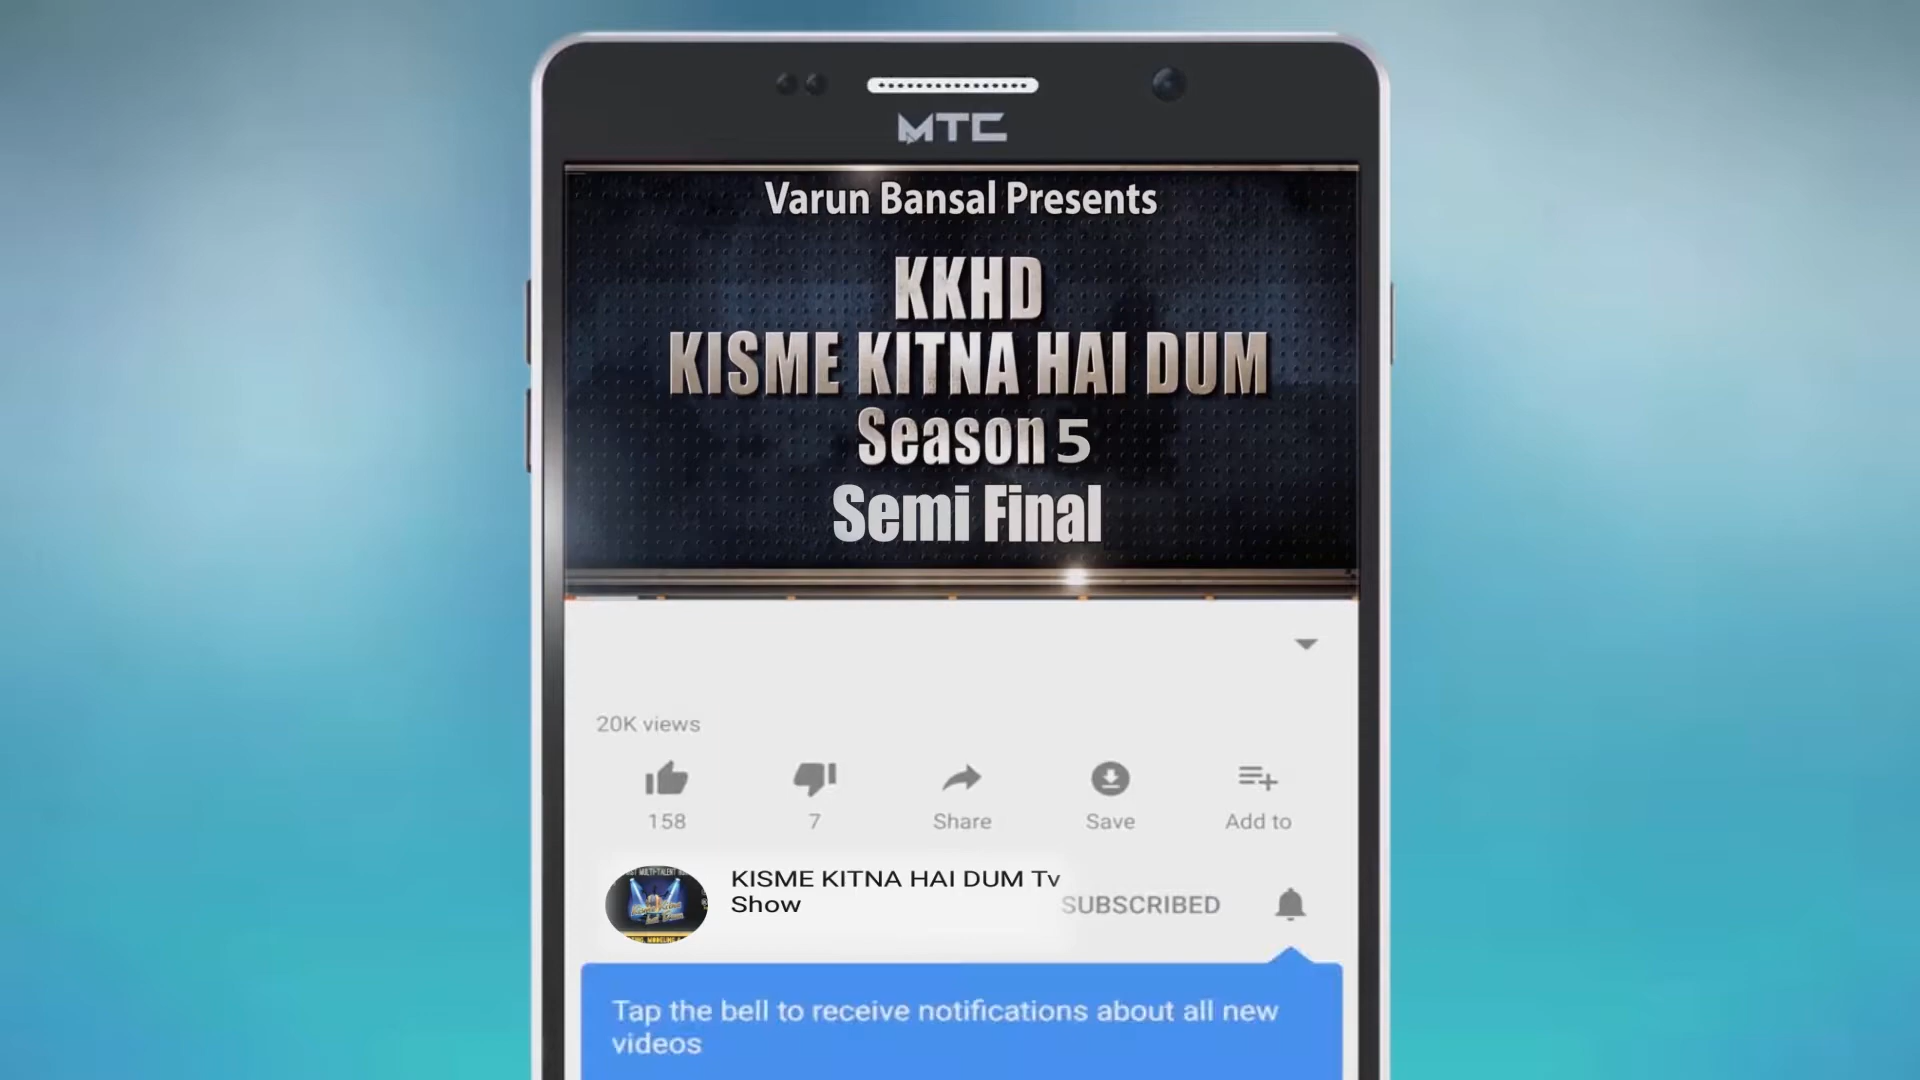 MTC
Varun Bansal Presents
KKHD
KISME KITNA HAI DUM
Season 5
Semi Final
20K views
158
7
Share
Save
Add to
KISME KITNA HAI DUM Tv
Show
SUBSCRIBED
Tap the bell to receive notifications about all new
videos